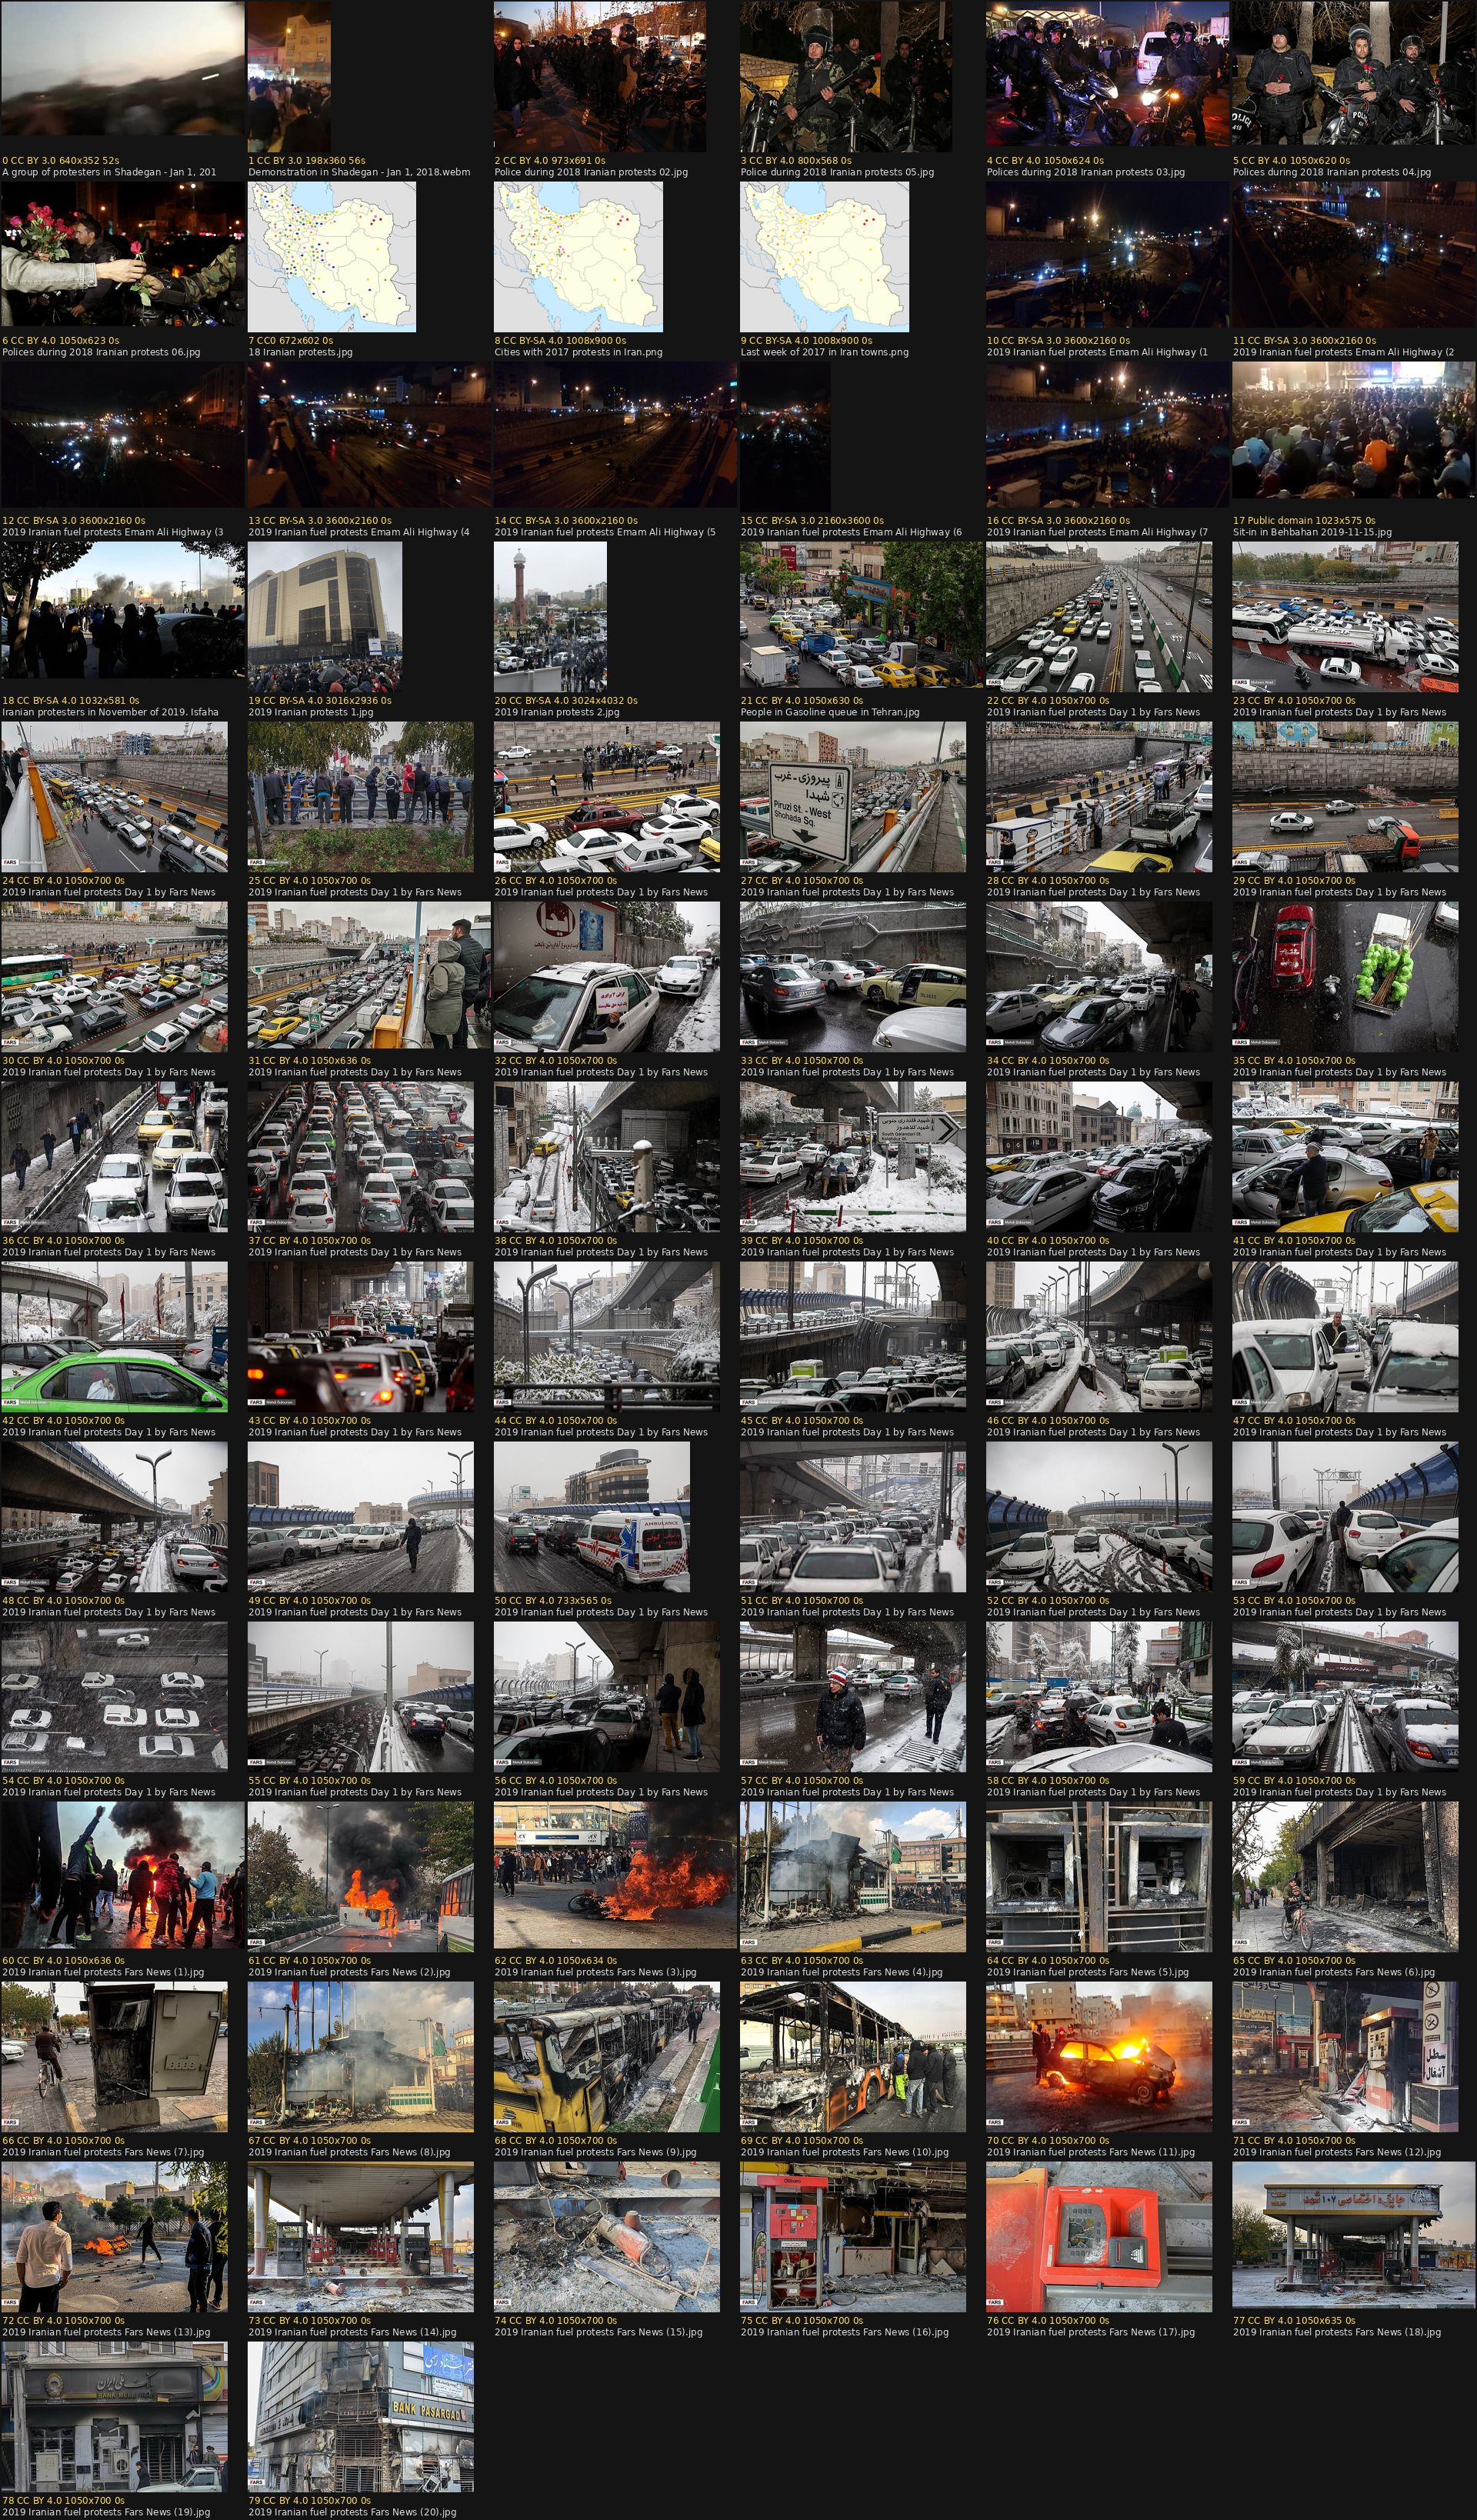 0 CC BY 3.0 640x352 52s
A group of protesters in Shadegan - Jan 1, 201
1 CC BY 3.0 198x360 56s
Demonstration in Shadegan - Jan 1, 2018.webm
2 CC BY 4.0 973x691 0s
Police during 2018 Iranian protests 02.jpg
3 CC BY 4.0 800x568 0s
Police during 2018 Iranian protests 05.jpg
4 CC BY 4.0 1050x624 0s
Polices during 2018 Iranian protests 03.jpg
5 CC BY 4.0 1050x620 0s
Polices during 2018 Iranian protests 04.jpg
6 CC BY 4.0 1050x623 0s
Polices during 2018 Iranian protests 06.jpg
7 CC0 672x602 0s
18 Iranian protests.jpg
8 CC BY-SA 4.0 1008x900 0s
Cities with 2017 protests in Iran.png
9 CC BY-SA 4.0 1008x900 0s
Last week of 2017 in Iran towns.png
10 CC BY-SA 3.0 3600x2160 0s
2019 Iranian fuel protests Emam Ali Highway (1
11 CC BY-SA 3.0 3600x2160 0s
2019 Iranian fuel protests Emam Ali Highway (2
12 CC BY-SA 3.0 3600x2160 0s
2019 Iranian fuel protests Emam Ali Highway (3
13 CC BY-SA 3.0 3600x2160 0s
2019 Iranian fuel protests Emam Ali Highway (4
14 CC BY-SA 3.0 3600x2160 0s
2019 Iranian fuel protests Emam Ali Highway (5
15 CC BY-SA 3.0 2160x3600 0s
2019 Iranian fuel protests Emam Ali Highway (6
16 CC BY-SA 3.0 3600x2160 0s
2019 Iranian fuel protests Emam Ali Highway (7
17 Public domain 1023x575 0s
Sit-in in Behbahan 2019-11-15.jpg
18 CC BY-SA 4.0 1032x581 0s
Iranian protesters in November of 2019. Isfaha
19 CC BY-SA 4.0 3016x2936 0s
2019 Iranian protests 1.jpg
20 CC BY-SA 4.0 3024x4032 0s
2019 Iranian protests 2.jpg
21 CC BY 4.0 1050x630 0s
People in Gasoline queue in Tehran.jpg
22 CC BY 4.0 1050x700 0s
2019 Iranian fuel protests Day 1 by Fars News
23 CC BY 4.0 1050x700 0s
2019 Iranian fuel protests Day 1 by Fars News
24 CC BY 4.0 1050x700 0s
2019 Iranian fuel protests Day 1 by Fars News
25 CC BY 4.0 1050x700 0s
2019 Iranian fuel protests Day 1 by Fars News
26 CC BY 4.0 1050x700 0s
2019 Iranian fuel protests Day 1 by Fars News
پیروزی - غرب
شهدا
Piruzi St. - West
Shohada Sq.
27 CC BY 4.0 1050x700 0s
2019 Iranian fuel protests Day 1 by Fars News
28 CC BY 4.0 1050x700 0s
2019 Iranian fuel protests Day 1 by Fars News
29 CC BY 4.0 1050x700 0s
2019 Iranian fuel protests Day 1 by Fars News
30 CC BY 4.0 1050x700 0s
2019 Iranian fuel protests Day 1 by Fars News
31 CC BY 4.0 1050x636 0s
2019 Iranian fuel protests Day 1 by Fars News
32 CC BY 4.0 1050x700 0s
2019 Iranian fuel protests Day 1 by Fars News
33 CC BY 4.0 1050x700 0s
2019 Iranian fuel protests Day 1 by Fars News
34 CC BY 4.0 1050x700 0s
2019 Iranian fuel protests Day 1 by Fars News
35 CC BY 4.0 1050x700 0s
2019 Iranian fuel protests Day 1 by Fars News
36 CC BY 4.0 1050x700 0s
2019 Iranian fuel protests Day 1 by Fars News
37 CC BY 4.0 1050x700 0s
2019 Iranian fuel protests Day 1 by Fars News
38 CC BY 4.0 1050x700 0s
2019 Iranian fuel protests Day 1 by Fars News
39 CC BY 4.0 1050x700 0s
2019 Iranian fuel protests Day 1 by Fars News
40 CC BY 4.0 1050x700 0s
2019 Iranian fuel protests Day 1 by Fars News
41 CC BY 4.0 1050x700 0s
2019 Iranian fuel protests Day 1 by Fars News
42 CC BY 4.0 1050x700 0s
2019 Iranian fuel protests Day 1 by Fars News
43 CC BY 4.0 1050x700 0s
2019 Iranian fuel protests Day 1 by Fars News
44 CC BY 4.0 1050x700 0s
2019 Iranian fuel protests Day 1 by Fars News
45 CC BY 4.0 1050x700 0s
2019 Iranian fuel protests Day 1 by Fars News
46 CC BY 4.0 1050x700 0s
2019 Iranian fuel protests Day 1 by Fars News
47 CC BY 4.0 1050x700 0s
2019 Iranian fuel protests Day 1 by Fars News
48 CC BY 4.0 1050x700 0s
2019 Iranian fuel protests Day 1 by Fars News
49 CC BY 4.0 1050x700 0s
2019 Iranian fuel protests Day 1 by Fars News
AMBULANCE
50 CC BY 4.0 733x565 0s
2019 Iranian fuel protests Day 1 by Fars News
51 CC BY 4.0 1050x700 0s
2019 Iranian fuel protests Day 1 by Fars News
52 CC BY 4.0 1050x700 0s
2019 Iranian fuel protests Day 1 by Fars News
53 CC BY 4.0 1050x700 0s
2019 Iranian fuel protests Day 1 by Fars News
54 CC BY 4.0 1050x700 0s
2019 Iranian fuel protests Day 1 by Fars News
55 CC BY 4.0 1050x700 0s
2019 Iranian fuel protests Day 1 by Fars News
56 CC BY 4.0 1050x700 0s
2019 Iranian fuel protests Day 1 by Fars News
57 CC BY 4.0 1050x700 0s
2019 Iranian fuel protests Day 1 by Fars News
58 CC BY 4.0 1050x700 0s
2019 Iranian fuel protests Day 1 by Fars News
59 CC BY 4.0 1050x700 0s
2019 Iranian fuel protests Day 1 by Fars News
60 CC BY 4.0 1050x636 0s
2019 Iranian fuel protests Fars News (1).jpg
61 CC BY 4.0 1050x700 0s
2019 Iranian fuel protests Fars News (2).jpg
62 CC BY 4.0 1050x634 0s
2019 Iranian fuel protests Fars News (3).jpg
63 CC BY 4.0 1050x700 0s
2019 Iranian fuel protests Fars News (4).jpg
64 CC BY 4.0 1050x700 0s
2019 Iranian fuel protests Fars News (5).jpg
65 CC BY 4.0 1050x700 0s
2019 Iranian fuel protests Fars News (6).jpg
66 CC BY 4.0 1050x700 0s
2019 Iranian fuel protests Fars News (7).jpg
67 CC BY 4.0 1050x700 0s
2019 Iranian fuel protests Fars News (8).jpg
68 CC BY 4.0 1050x700 0s
2019 Iranian fuel protests Fars News (9).jpg
69 CC BY 4.0 1050x700 0s
2019 Iranian fuel protests Fars News (10).jpg
70 CC BY 4.0 1050x700 0s
2019 Iranian fuel protests Fars News (11).jpg
سطل
آشغال
71 CC BY 4.0 1050x700 0s
2019 Iranian fuel protests Fars News (12).jpg
72 CC BY 4.0 1050x700 0s
2019 Iranian fuel protests Fars News (13).jpg
73 CC BY 4.0 1050x700 0s
2019 Iranian fuel protests Fars News (14).jpg
74 CC BY 4.0 1050x700 0s
2019 Iranian fuel protests Fars News (15).jpg
75 CC BY 4.0 1050x700 0s
2019 Iranian fuel protests Fars News (16).jpg
76 CC BY 4.0 1050x700 0s
2019 Iranian fuel protests Fars News (17).jpg
جایگاه اختصاصی ۱۰۷
77 CC BY 4.0 1050x635 0s
2019 Iranian fuel protests Fars News (18).jpg
78 CC BY 4.0 1050x700 0s
2019 Iranian fuel protests Fars News (19).jpg
BANK PASARGAD
79 CC BY 4.0 1050x700 0s
2019 Iranian fuel protests Fars News (20).jpg